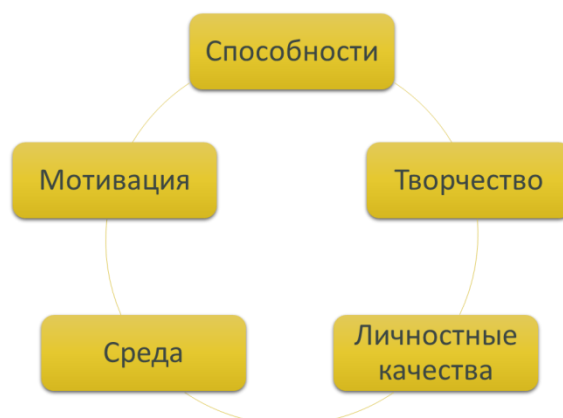 Способности
Мотивация
Творчество
Среда
Личностные
качества